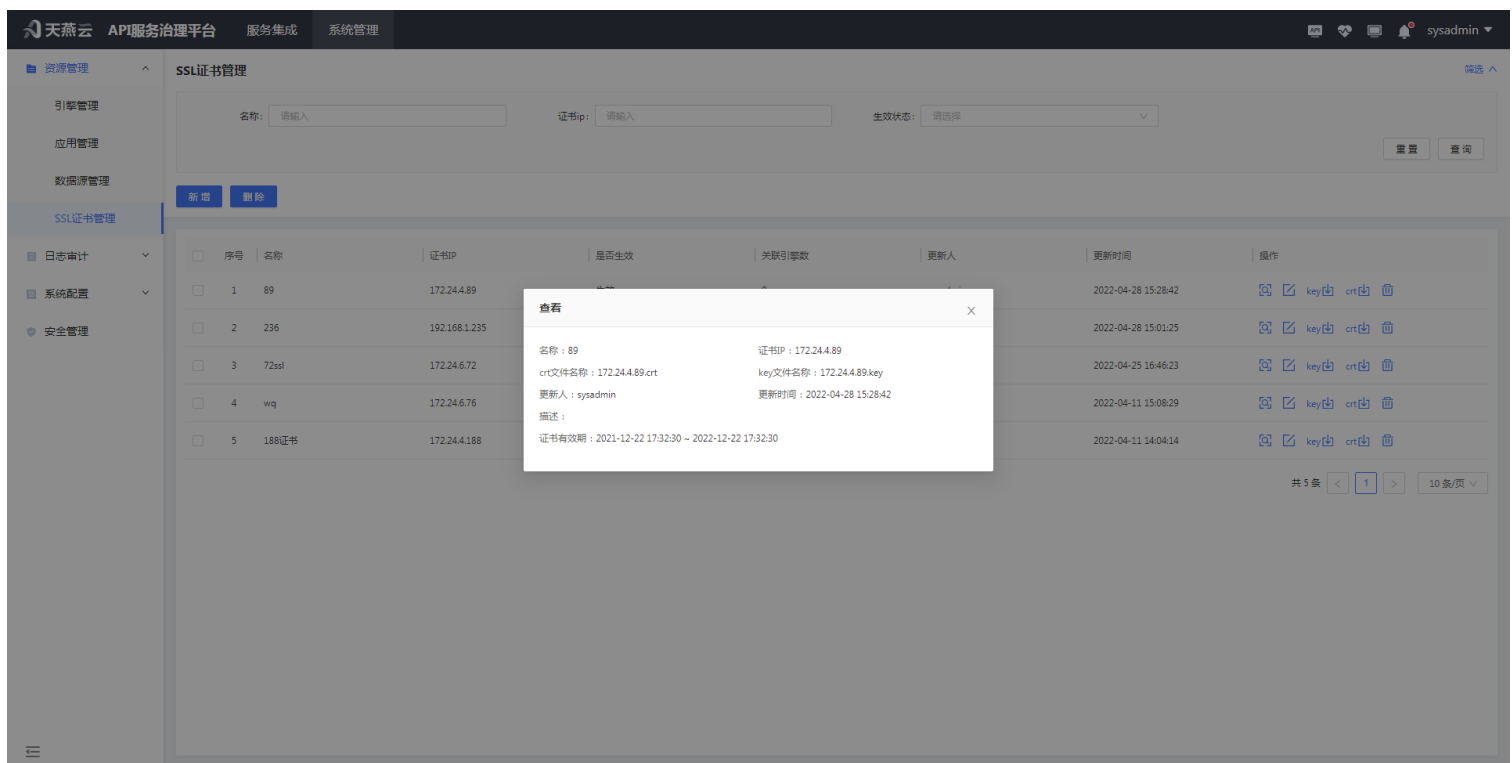 天燕云 API服务治理平台 服务集成 系统管理 API sysadmin
资源管理
引擎管理
应用管理
数据源管理
SSL证书管理
日志审计
系统配置
安全管理
SSL证书管理 筛选
名称: 请输入 证书ip: 请输入 生效状态: 请选择
重置 查询
新增 删除
序号 名称 证书IP 是否生效 关联引擎数 更新人 更新时间 操作
1 89 172.24.4.89 2022-04-28 15:28:42 key crt
2 236 192.168.1.235 2022-04-28 15:01:25 key crt
3 72ssl 172.24.6.72 2022-04-25 16:46:23 key crt
4 wq 172.24.6.76 2022-04-11 15:08:29 key crt
5 188证书 172.24.4.188 2022-04-11 14:04:14 key crt
共5条 1 10条/页
查看
名称：89 证书IP：172.24.4.89
crt文件名称：172.24.4.89.crt key文件名称：172.24.4.89.key
更新人：sysadmin 更新时间：2022-04-28 15:28:42
描述：
证书有效期：2021-12-22 17:32:30 ~ 2022-12-22 17:32:30